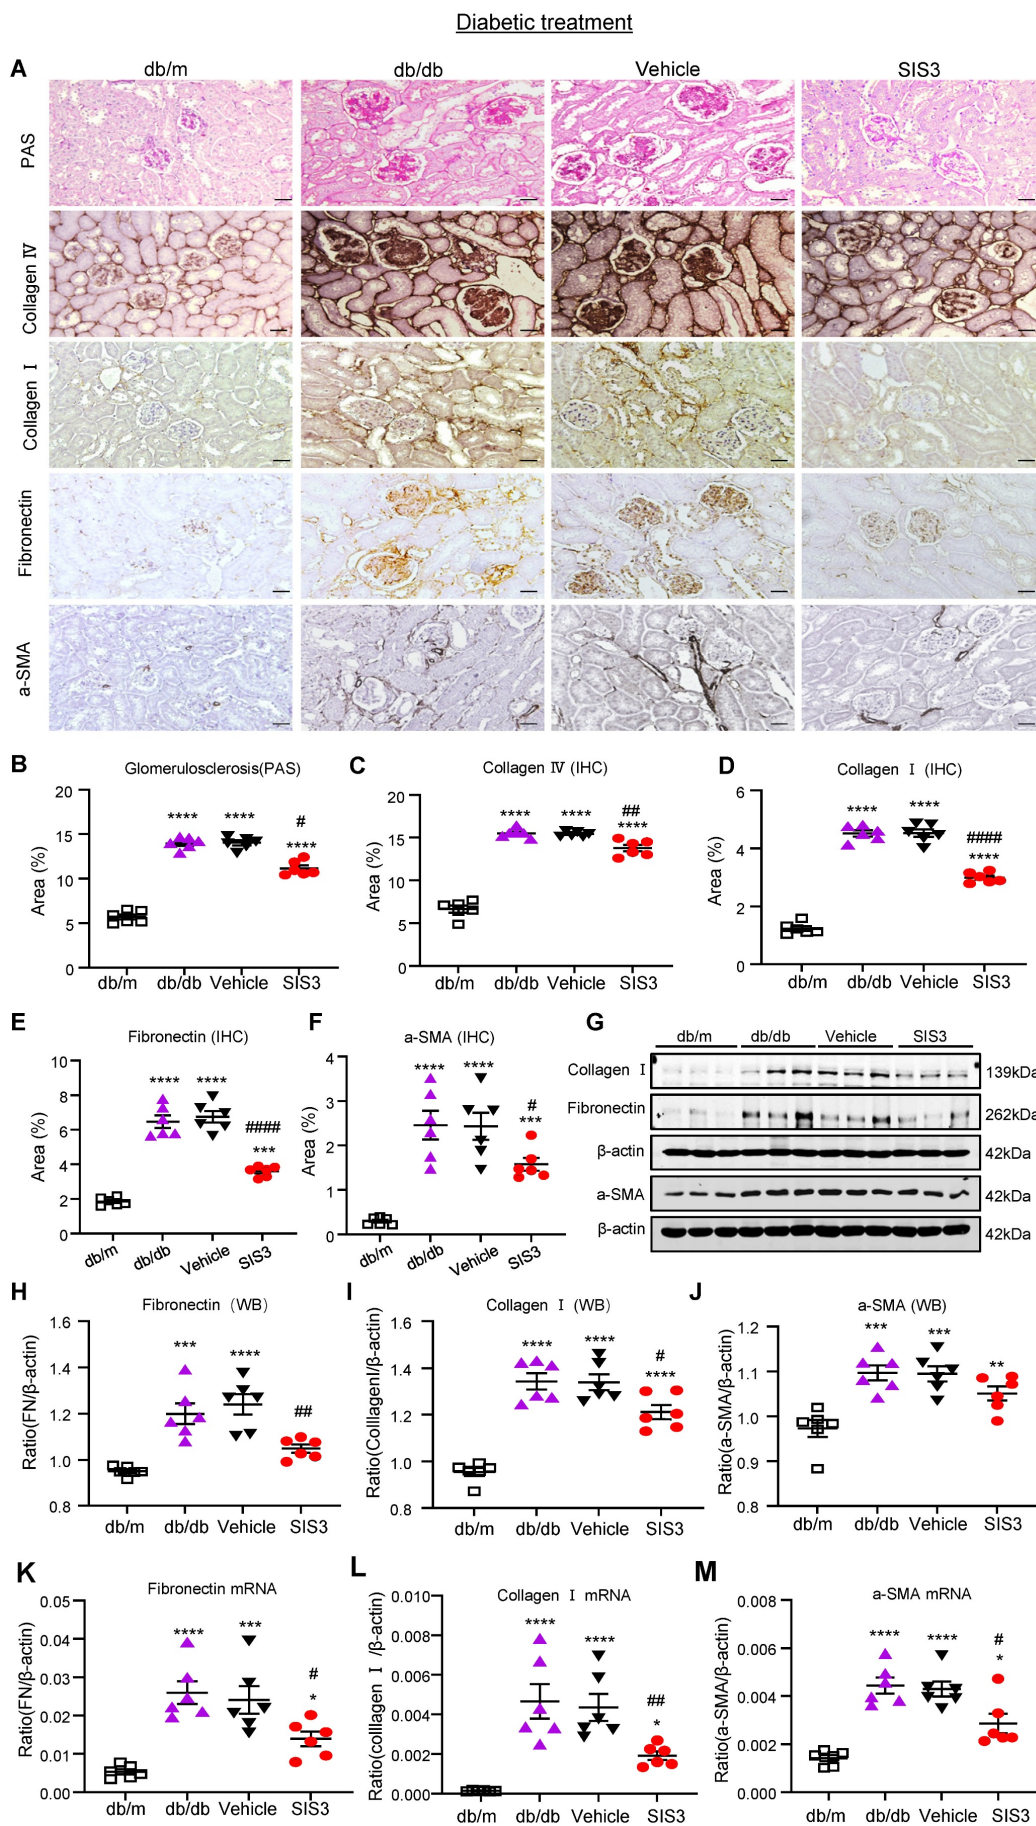 Diabetic treatment
A
db/m db/db Vehicle SIS3
PAS
Collagen Ⅳ
Collagen Ⅰ
Fibronectin
a-SMA
B
Glomerulosclerosis(PAS)
Area (%)
20
15
10
5
0
****
****
#
****
db/m db/db Vehicle SIS3
C
Collagen Ⅳ (IHC)
Area (%)
20
15
10
5
0
****
****
##
****
db/m db/db Vehicle SIS3
D
Collagen Ⅰ (IHC)
Area (%)
6
4
2
0
****
****
####
****
db/m db/db Vehicle SIS3
E
Fibronectin (IHC)
Area (%)
10
8
6
4
2
0
****
****
####
***
db/m db/db Vehicle SIS3
F
a-SMA (IHC)
Area (%)
4
3
2
1
0
****
****
#
***
db/m db/db Vehicle SIS3
G
db/m db/db Vehicle SIS3
Collagen Ⅰ 139kDa
Fibronectin 262kDa
β-actin 42kDa
a-SMA 42kDa
β-actin 42kDa
H
Fibronectin (WB)
Ratio(FN/β-actin)
1.6
1.4
1.2
1.0
0.8
***
****
##
db/m db/db Vehicle SIS3
I
Collagen Ⅰ (WB)
Ratio(CollagenI/β-actin)
1.6
1.4
1.2
1.0
0.8
****
****
#
****
db/m db/db Vehicle SIS3
J
a-SMA (WB)
Ratio(a-SMA/β-actin)
1.2
1.1
1.0
0.9
0.8
***
***
**
db/m db/db Vehicle SIS3
K
Fibronectin mRNA
Ratio(FN/β-actin)
0.05
0.04
0.03
0.02
0.01
0.00
****
***
#
*
db/m db/db Vehicle SIS3
L
Collagen Ⅰ mRNA
Ratio(colllagen Ⅰ /β-actin)
0.010
0.008
0.006
0.004
0.002
0.000
****
****
##
*
db/m db/db Vehicle SIS3
M
a-SMA mRNA
Ratio(a-SMA/β-actin)
0.008
0.006
0.004
0.002
0.000
****
****
#
*
db/m db/db Vehicle SIS3